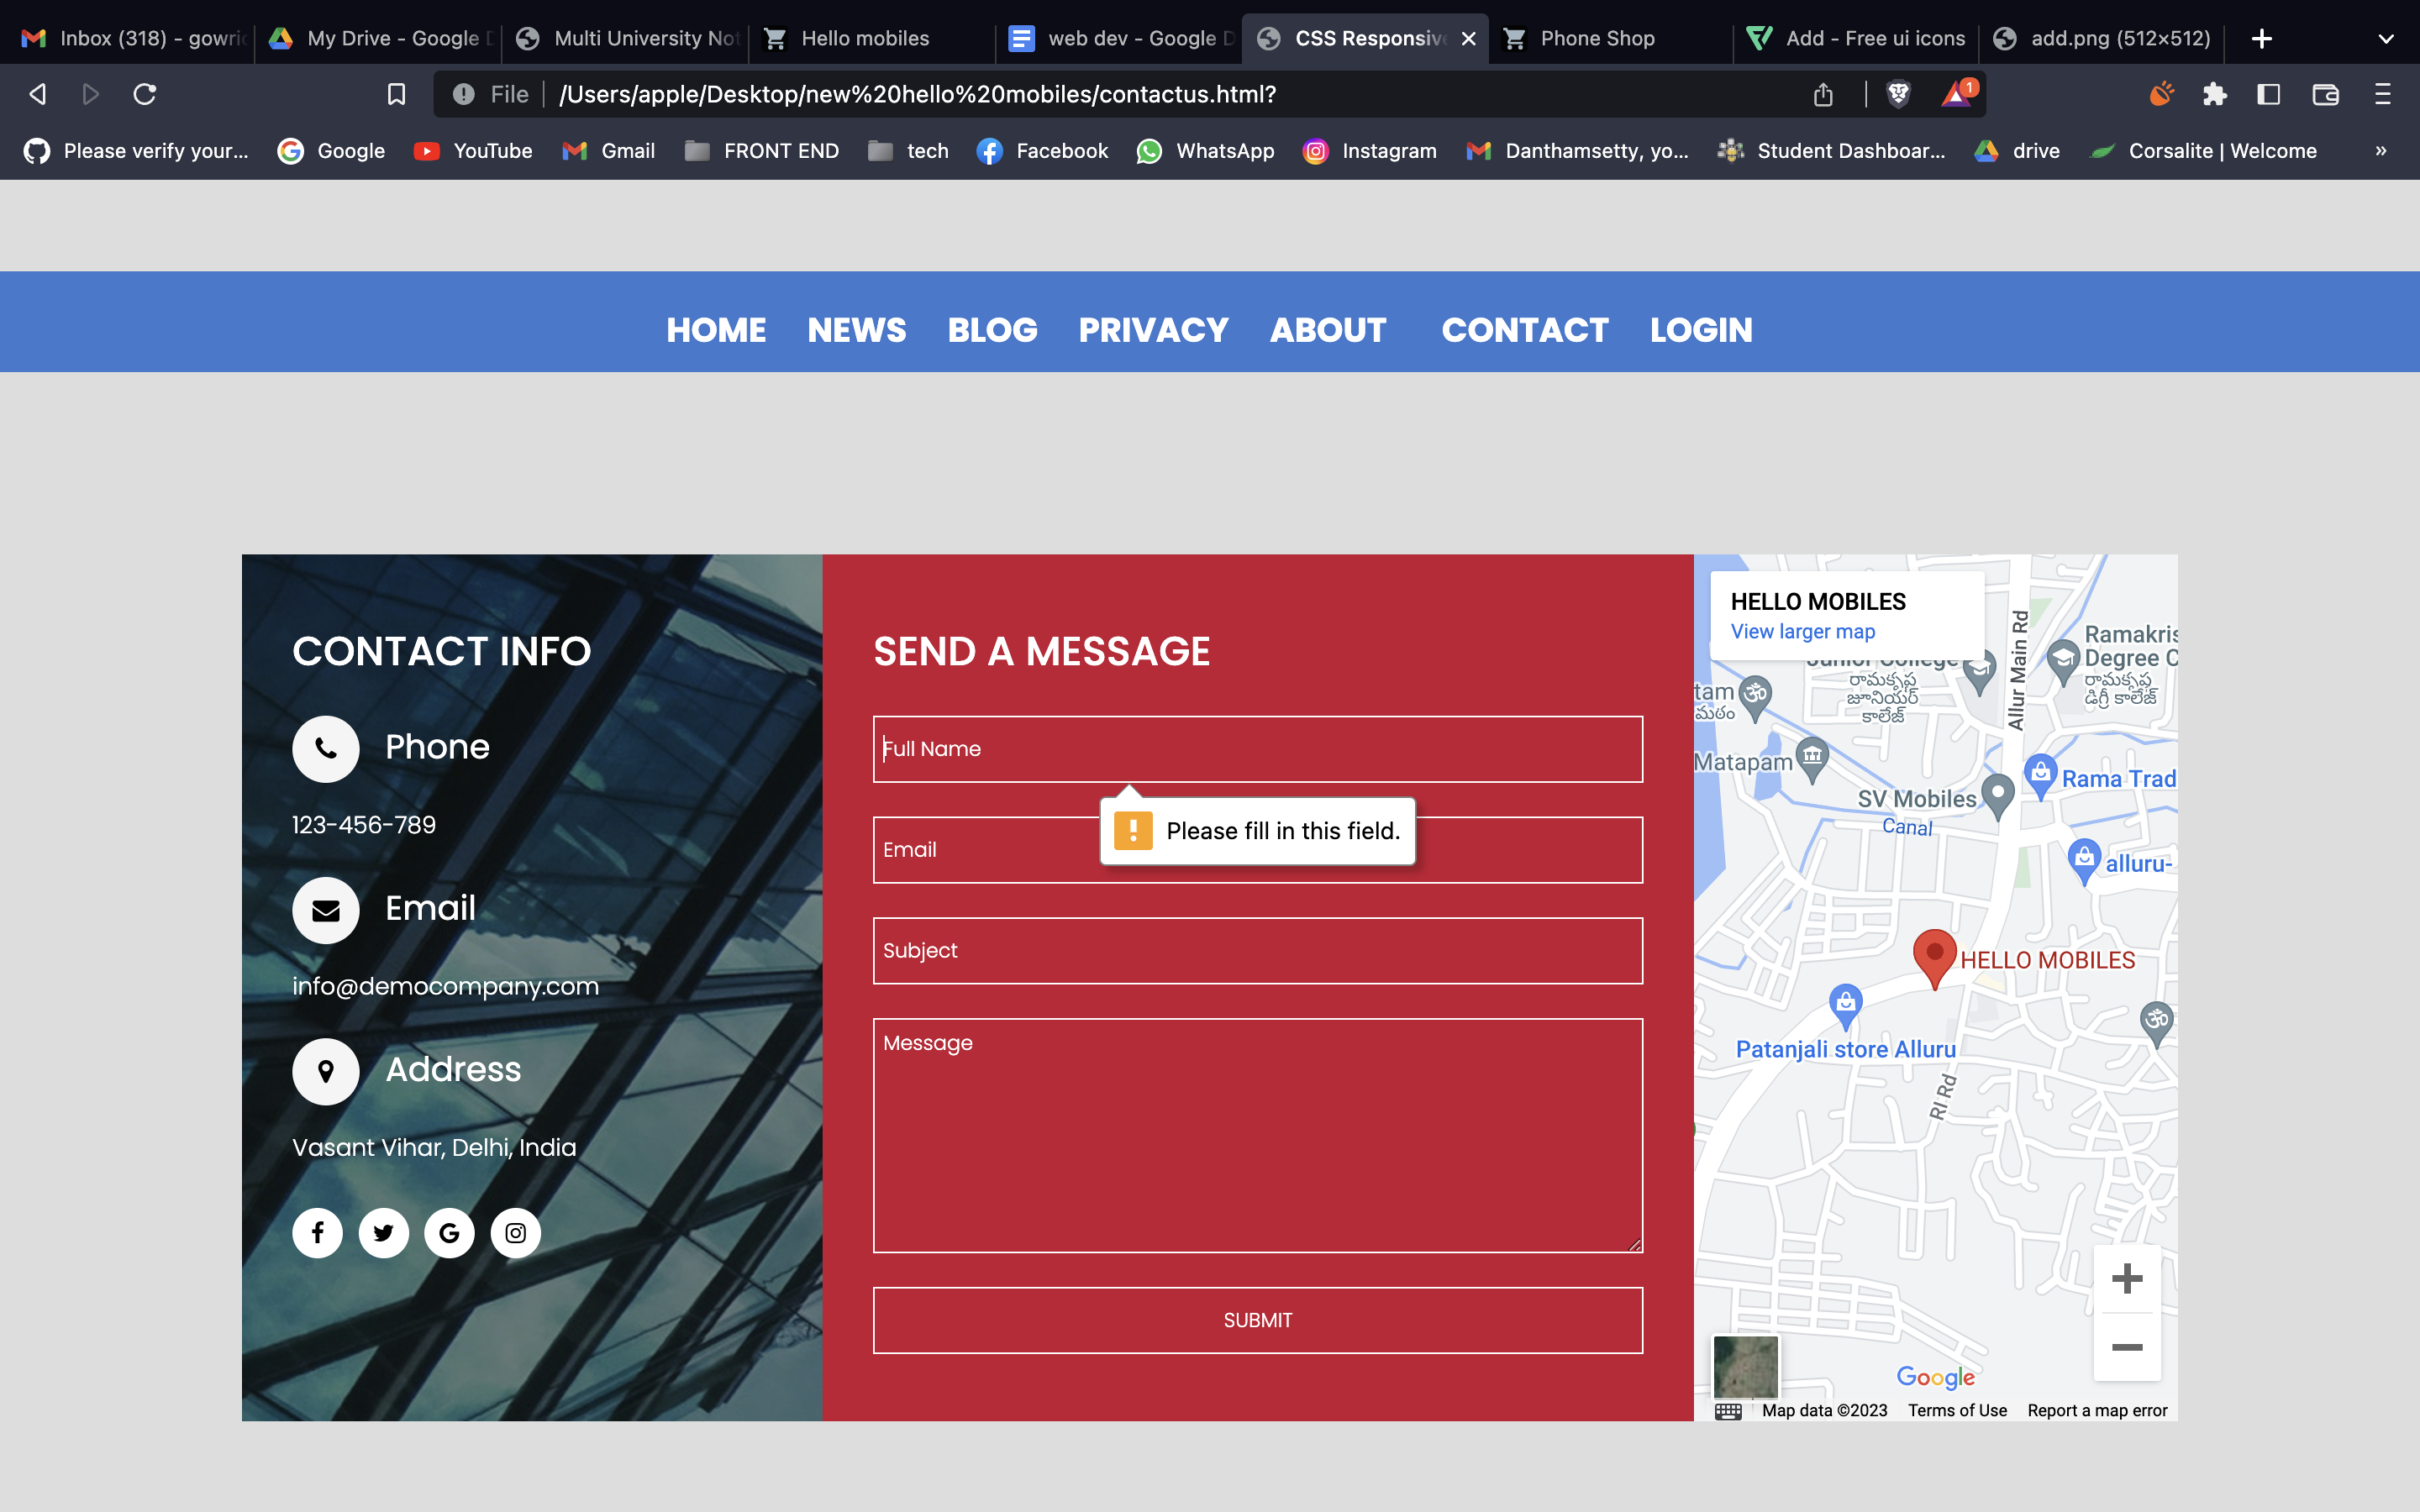 Inbox (318) - gowri
My Drive - Google D
Multi University Not
Hello mobiles
web dev - Google D
CSS Responsive
Phone Shop
Add - Free ui icons
add.png (512×512)
File
/Users/apple/Desktop/new%20hello%20mobiles/contactus.html?
1
Please verify your...
Google
YouTube
Gmail
FRONT END
tech
Facebook
WhatsApp
Instagram
Danthamsetty, yo...
Student Dashboar...
drive
Corsalite | Welcome
»
HOME NEWS BLOG PRIVACY ABOUT CONTACT LOGIN
CONTACT INFO
Phone
123-456-789
Email
info@democompany.com
Address
Vasant Vihar, Delhi, India
SEND A MESSAGE
Full Name
Please fill in this field.
Email
Subject
Message
SUBMIT
HELLO MOBILES
View larger map
Junior College
రామకృష్ణ
జూనియర్
కాలేజ్
Allur Main Rd
Ramakris
Degree C
రామకృష్ణ
డిగ్రీ కాలేజ్
tam
మఠం
Matapam
Rama Trad
SV Mobiles
Canal
alluru-
HELLO MOBILES
Patanjali store Alluru
RI Rd
Google
Map data ©2023
Terms of Use
Report a map error